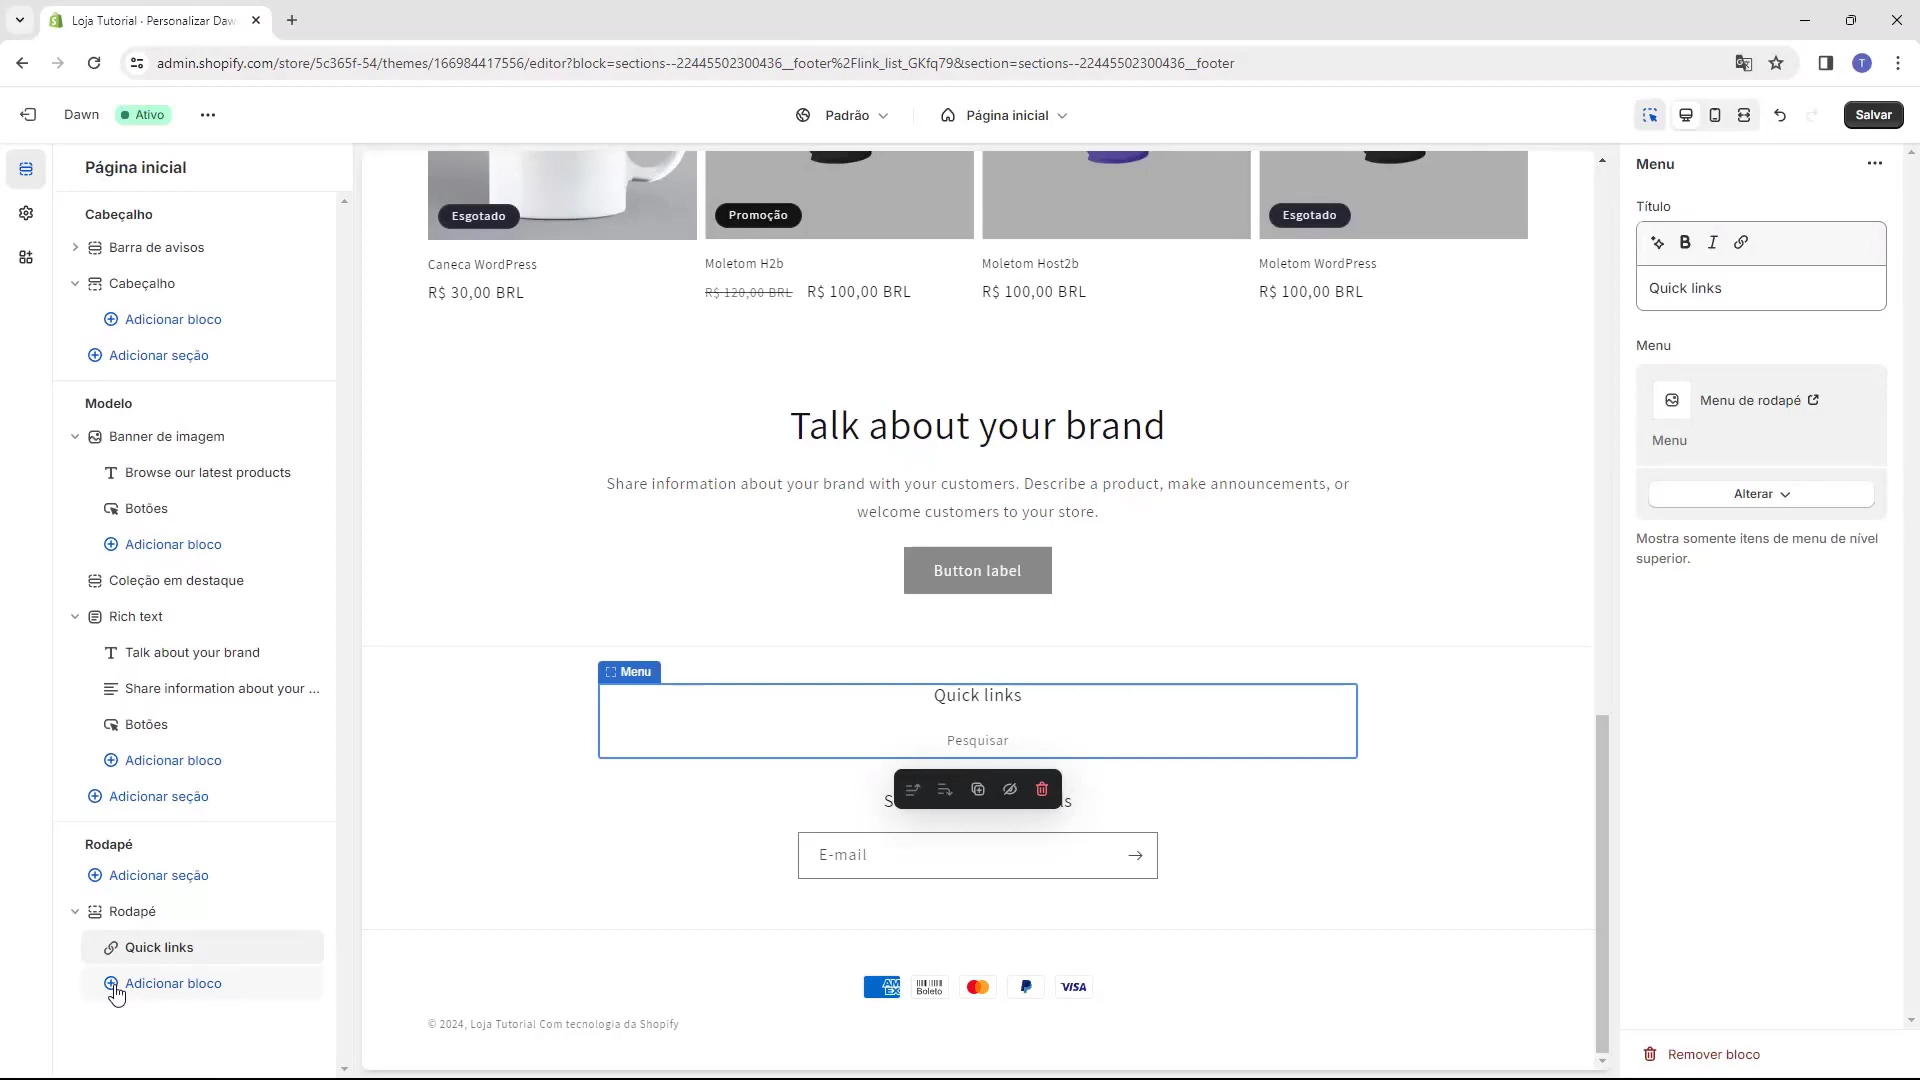 Loja Tutorial · Personalizar Daw
admin.shopify.com/store/5c365f-54/themes/166984417556/editor?block=sections--22445502300436__footer%2Flink_list_GKfq79&section=sections--22445502300436__footer
T
Dawn
Ativo
Padrão
Página inicial
Salvar
Página inicial
Cabeçalho
Barra de avisos
Cabeçalho
Adicionar bloco
Adicionar seção
Modelo
Banner de imagem
Browse our latest products
Botões
Adicionar bloco
Coleção em destaque
Rich text
Talk about your brand
Share information about your ...
Botões
Adicionar bloco
Adicionar seção
Rodapé
Adicionar seção
Rodapé
Quick links
Adicionar bloco
Esgotado
Promoção
Esgotado
Caneca WordPress
Moletom H2b
Moletom Host2b
Moletom WordPress
R$ 30,00 BRL
R$ 120,00 BRL R$ 100,00 BRL
R$ 100,00 BRL
R$ 100,00 BRL
Talk about your brand
Share information about your brand with your customers. Describe a product, make announcements, or
welcome customers to your store.
Button label
Menu
Quick links
Pesquisar
E-mail
AM
EX
Boleto
VISA
© 2024, Loja Tutorial Com tecnologia da Shopify
Menu
Título
B I
Quick links
Menu
Menu de rodapé
Menu
Alterar
Mostra somente itens de menu de nível
superior.
Remover bloco